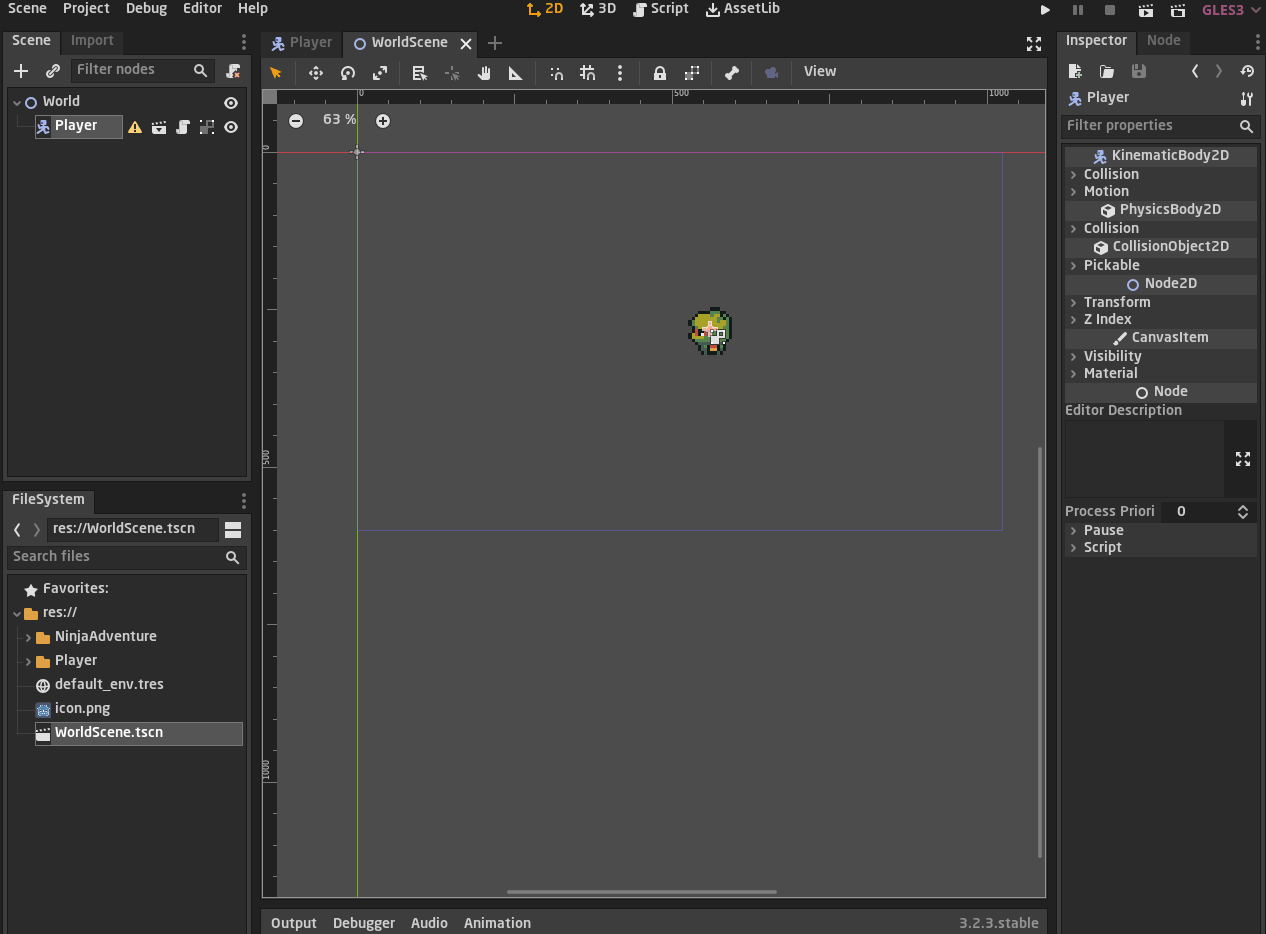 Scene Project Debug Editor Help 2D 3D Script AssetLib GLES3
Scene Import
Filter nodes
World
Player
FileSystem
res://WorldScene.tscn
Search files
Favorites:
res://
NinjaAdventure
Player
default_env.tres
icon.png
WorldScene.tscn
Player WorldScene
View
0 500 1000
63 %
0
500
1000
Output Debugger Audio Animation 3.2.3.stable
Inspector Node
Player
Filter properties
KinematicBody2D
Collision
Motion
PhysicsBody2D
Collision
CollisionObject2D
Pickable
Node2D
Transform
Z Index
CanvasItem
Visibility
Material
Node
Editor Description
Process Priori 0
Pause
Script